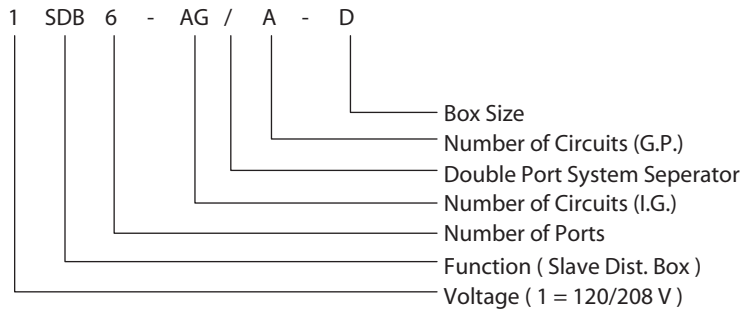 1 SDB 6 - AG / A - D
Box Size
Number of Circuits (G.P.)
Double Port System Seperator
Number of Circuits (I.G.)
Number of Ports
Function ( Slave Dist. Box )
Voltage ( 1 = 120/208 V )